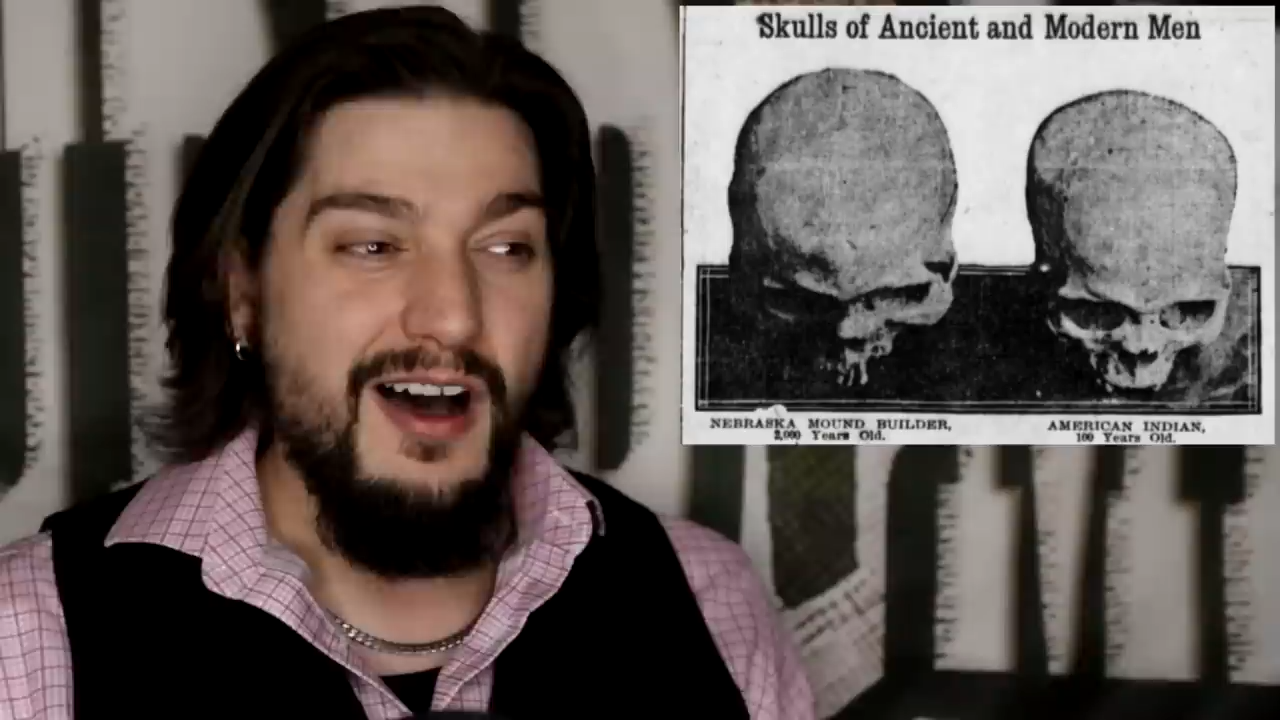 Skulls of Ancient and Modern Men
NEBRASKA MOUND BUILDER,
2,000 Years Old.
AMERICAN INDIAN,
100 Years Old.